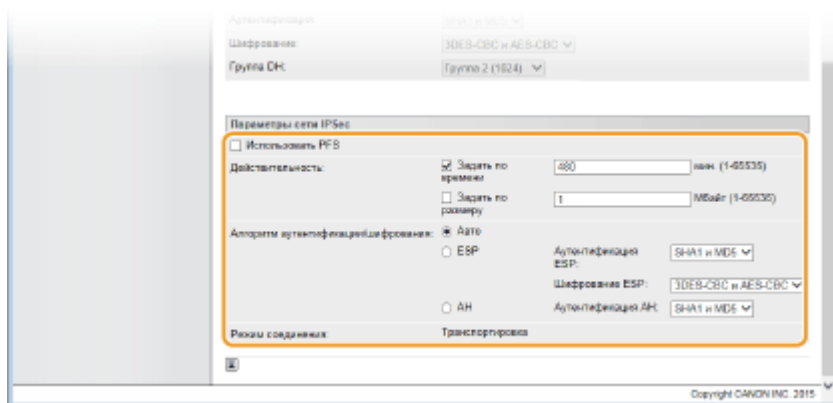 Аутентификация: SHA1 и MD5
Шифрование: 3DES-CBC и AES-CBC
Группа DH: Группа 2 (1024)
Параметры сети IPSec
Использовать PFS
Действительность: Задать по времени 480 мин. (1-65535)
Задать по размеру 1 Мбайт (1-65535)
Алгоритм аутентификации/шифрования: Авто
ESP Аутентификация ESP: SHA1 и MD5
Шифрование ESP: 3DES-CBC и AES-CBC
AH Аутентификация AH: SHA1 и MD5
Режим соединения: Транспортировка
Copyright CANON INC. 2015